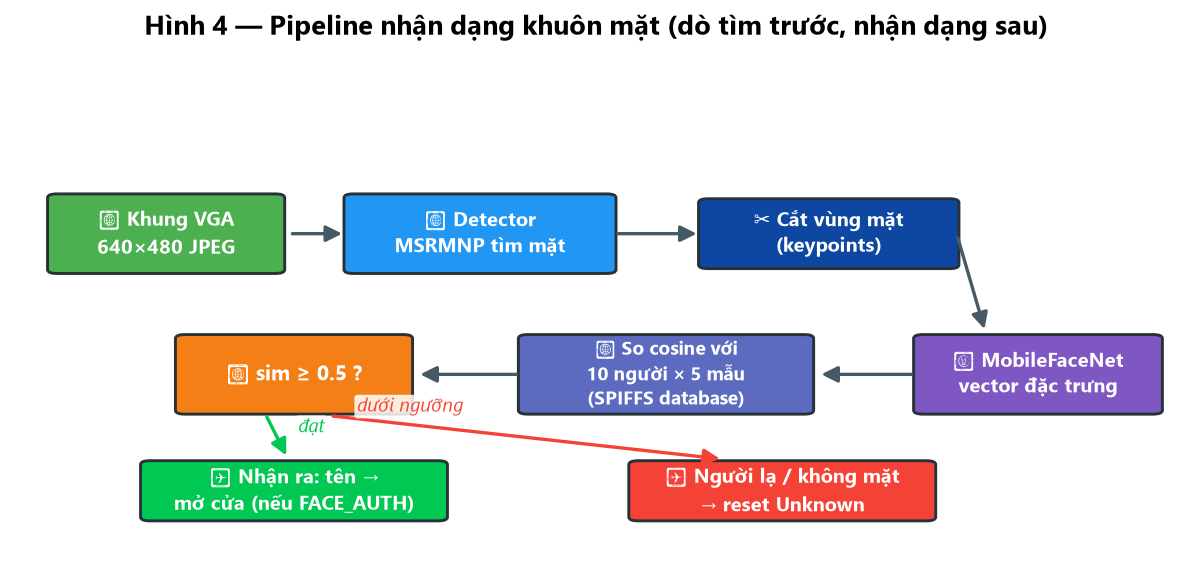 Hình 4 — Pipeline nhận dạng khuôn mặt (dò tìm trước, nhận dạng sau)
Khung VGA
640×480 JPEG
Detector
MSRMNP tìm mặt
✂ Cắt vùng mặt
(keypoints)
MobileFaceNet
vector đặc trưng
So cosine với
10 người × 5 mẫu
(SPIFFS database)
sim ≥ 0.5 ?
dưới ngưỡng
đạt
Nhận ra: tên →
mở cửa (nếu FACE_AUTH)
Người lạ / không mặt
→ reset Unknown